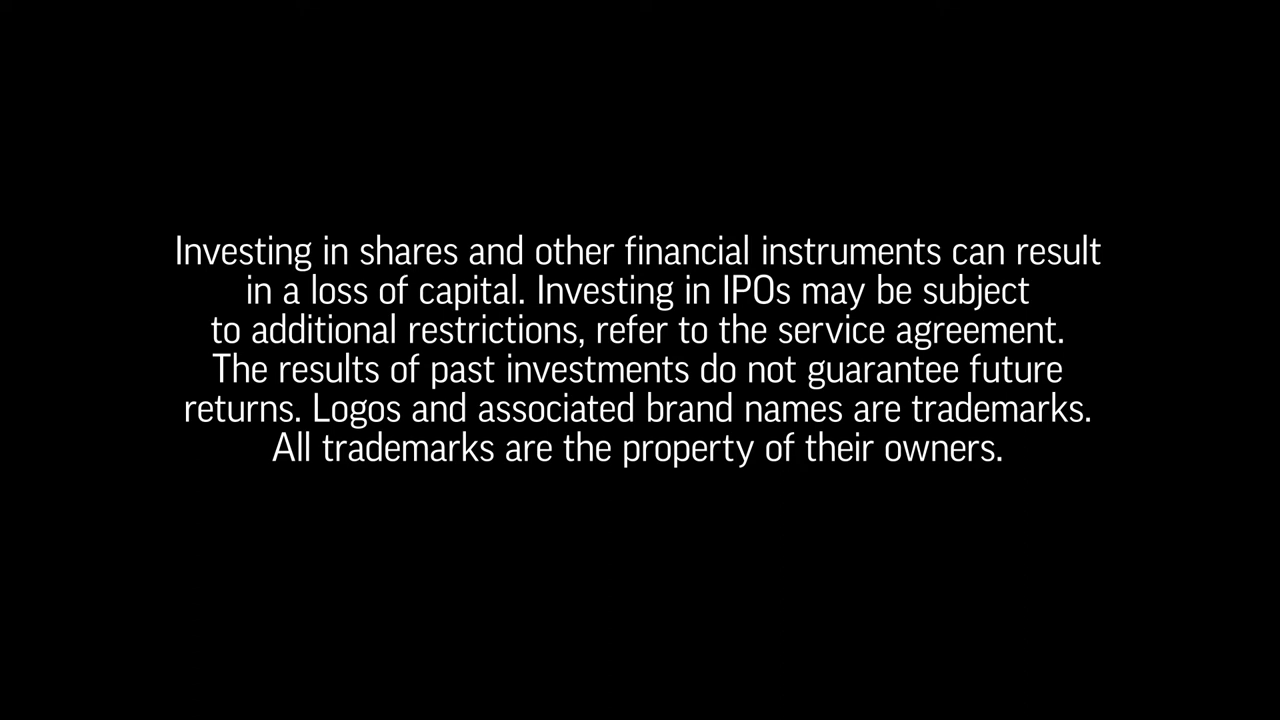 Investing in shares and other financial instruments can result
in a loss of capital. Investing in IPOs may be subject
to additional restrictions, refer to the service agreement.
The results of past investments do not guarantee future
returns. Logos and associated brand names are trademarks.
All trademarks are the property of their owners.